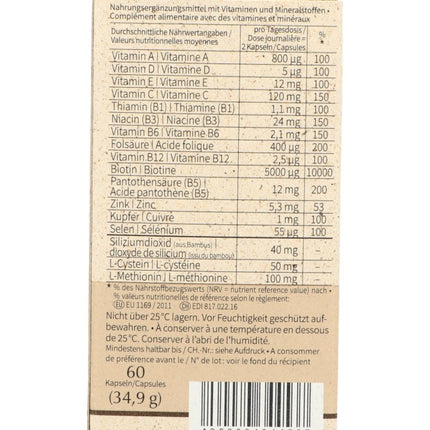 Nahrungsergänzungsmittel mit Vitaminen und Mineralstoffen •
Complément alimentaire avec des vitamines et minéraux
Durchschnittliche Nährwertangaben / Valeurs nutritionnelles moyennes pro Tagesdosis / Dose journalière = 2 Kapseln/Capsules % *
Vitamin A | Vitamine A 800 µg 100
Vitamin D | Vitamine D 5 µg 100
Vitamin E | Vitamine E 12 mg 100
Vitamin C | Vitamine C 120 mg 150
Thiamin (B1) | Thiamine (B1) 1,1 mg 100
Niacin (B3) | Niacine (B3) 24 mg 150
Vitamin B6 | Vitamine B6 2,1 mg 150
Folsäure | Acide folique 400 µg 200
Vitamin B12 | Vitamine B12 2,5 µg 100
Biotin | Biotine 5000 µg 10000
Pantothensäure (B5) |
Acide pantothène (B5) 12 mg 200
Zink | Zinc 5,3 mg 53
Kupfer | Cuivre 1 mg 100
Selen | Sélénium 55 µg 100
Siliziumdioxid (aus Bambus) |
dioxyde de silicium (issu du bambou) 40 mg -
L-Cystein | L-cystéine 50 mg -
L-Methionin | L-méthionine 100 mg -
* % des Nährstoffbezugswerts (NRV = nutrient reference value) nach •
% valeurs nutritionnelles de référence selon le règlement:
EU EU 1169 / 2011 CH EDI 817.022.16
Nicht über 25°C lagern. Vor Feuchtigkeit geschützt auf-
bewahren. • À conserver à une température en dessous
de 25°C. Conserver à l'abri de l'humidité.
Mindestens haltbar bis / CH.-Nr.: siehe Aufdruck • A consommer
de préférence avant le / N° de lot: voir le fond du récipient
60
Kapseln/Capsules
(34,9 g)